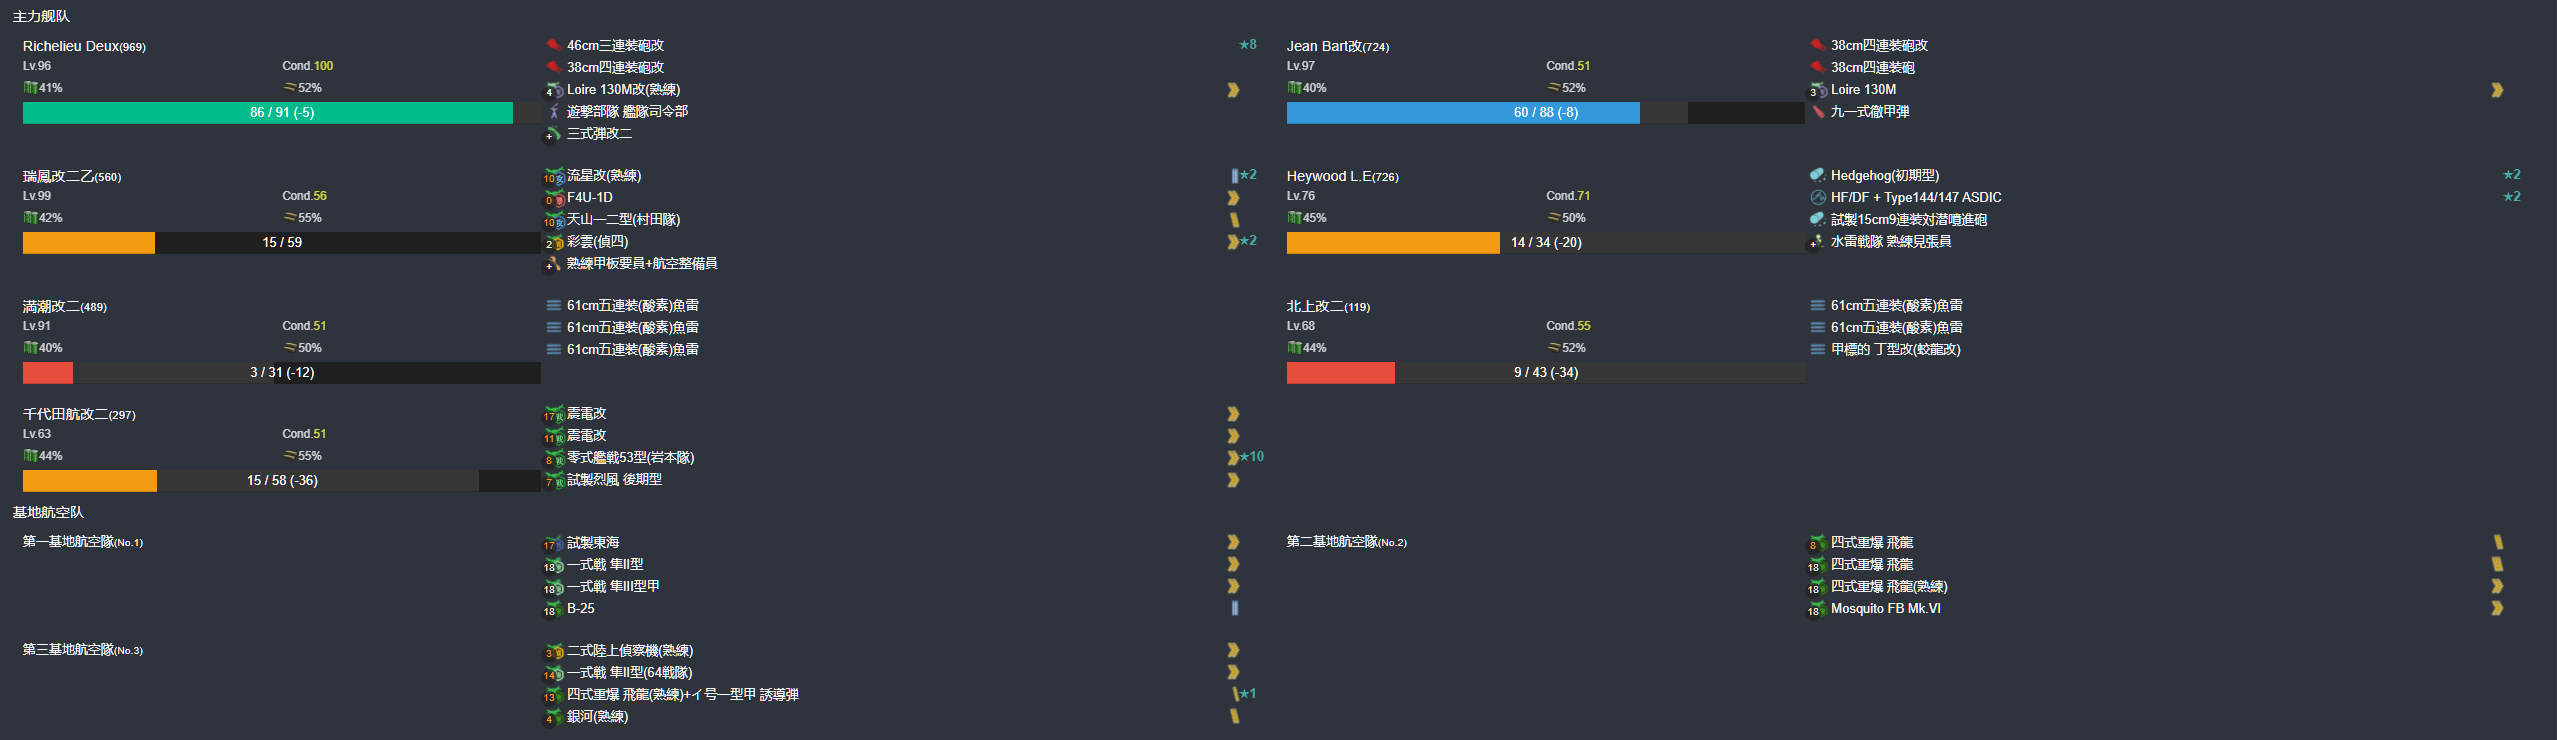 主力舰队
Richelieu Deux(969)
Lv.96 Cond.100
41% 52%
86 / 91 (-5)
46cm三連装砲改 ★8
38cm四連装砲改
4 Loire 130M改(熟練)
遊撃部隊 艦隊司令部
+ 三式弾改二
Jean Bart改(724)
Lv.97 Cond.51
40% 52%
60 / 88 (-8)
38cm四連装砲改
38cm四連装砲
3 Loire 130M
九一式徹甲弾
瑞鳳改二乙(560)
Lv.99 Cond.56
42% 55%
15 / 59
10 流星改(熟練) ★2
0 F4U-1D
10 天山一二型(村田隊)
2 彩雲(偵四) ★2
+ 熟練甲板要員+航空整備員
Heywood L.E(726)
Lv.76 Cond.71
45% 50%
14 / 34 (-20)
Hedgehog(初期型) ★2
HF/DF + Type144/147 ASDIC ★2
試製15cm9連装対潜噴進砲
+ 水雷戦隊 熟練見張員
満潮改二(489)
Lv.91 Cond.51
40% 50%
3 / 31 (-12)
61cm五連装(酸素)魚雷
61cm五連装(酸素)魚雷
61cm五連装(酸素)魚雷
北上改二(119)
Lv.68 Cond.55
44% 52%
9 / 43 (-34)
61cm五連装(酸素)魚雷
61cm五連装(酸素)魚雷
甲標的 丁型改(蛟龍改)
千代田航改二(297)
Lv.63 Cond.51
44% 55%
15 / 58 (-36)
17 震電改
11 震電改
8 零式艦戦53型(岩本隊) ★10
7 試製烈風 後期型
基地航空队
第一基地航空隊(No.1)
17 試製東海
18 一式戦 隼II型
18 一式戦 隼III型甲
18 B-25
第二基地航空隊(No.2)
8 四式重爆 飛龍
18 四式重爆 飛龍
18 四式重爆 飛龍(熟練)
18 Mosquito FB Mk.VI
第三基地航空隊(No.3)
3 二式陸上偵察機(熟練)
14 一式戦 隼II型(64戦隊)
13 四式重爆 飛龍(熟練)+イ号一型甲 誘導弾 ★1
4 銀河(熟練)